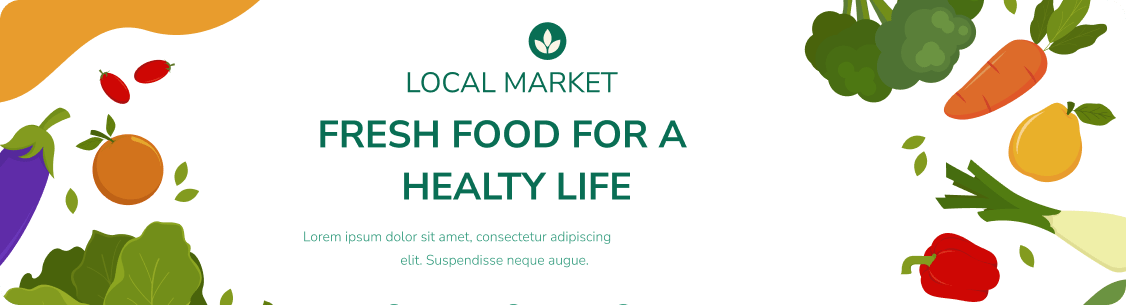 LOCAL MARKET
FRESH FOOD FOR A
HEALTY LIFE
Lorem ipsum dolor sit amet, consectetur adipiscing
elit. Suspendisse neque augue.